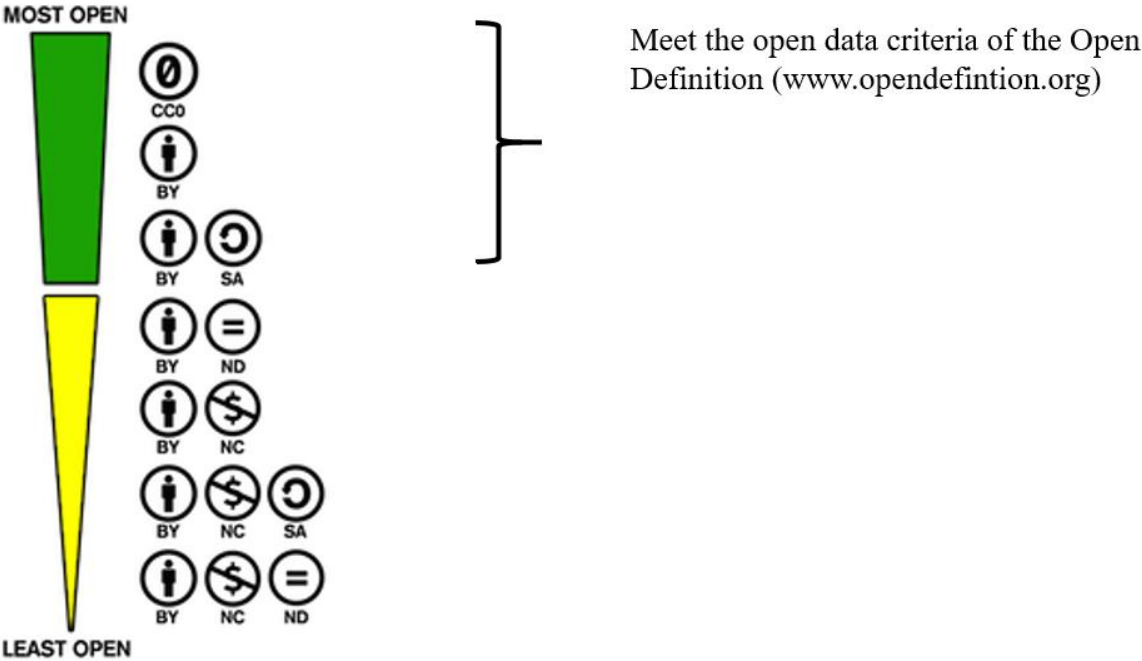 MOST OPEN
CC0
BY
BY SA
BY ND
BY NC
BY NC SA
BY NC ND
LEAST OPEN
Meet the open data criteria of the Open
Definition (www.opendefintion.org)